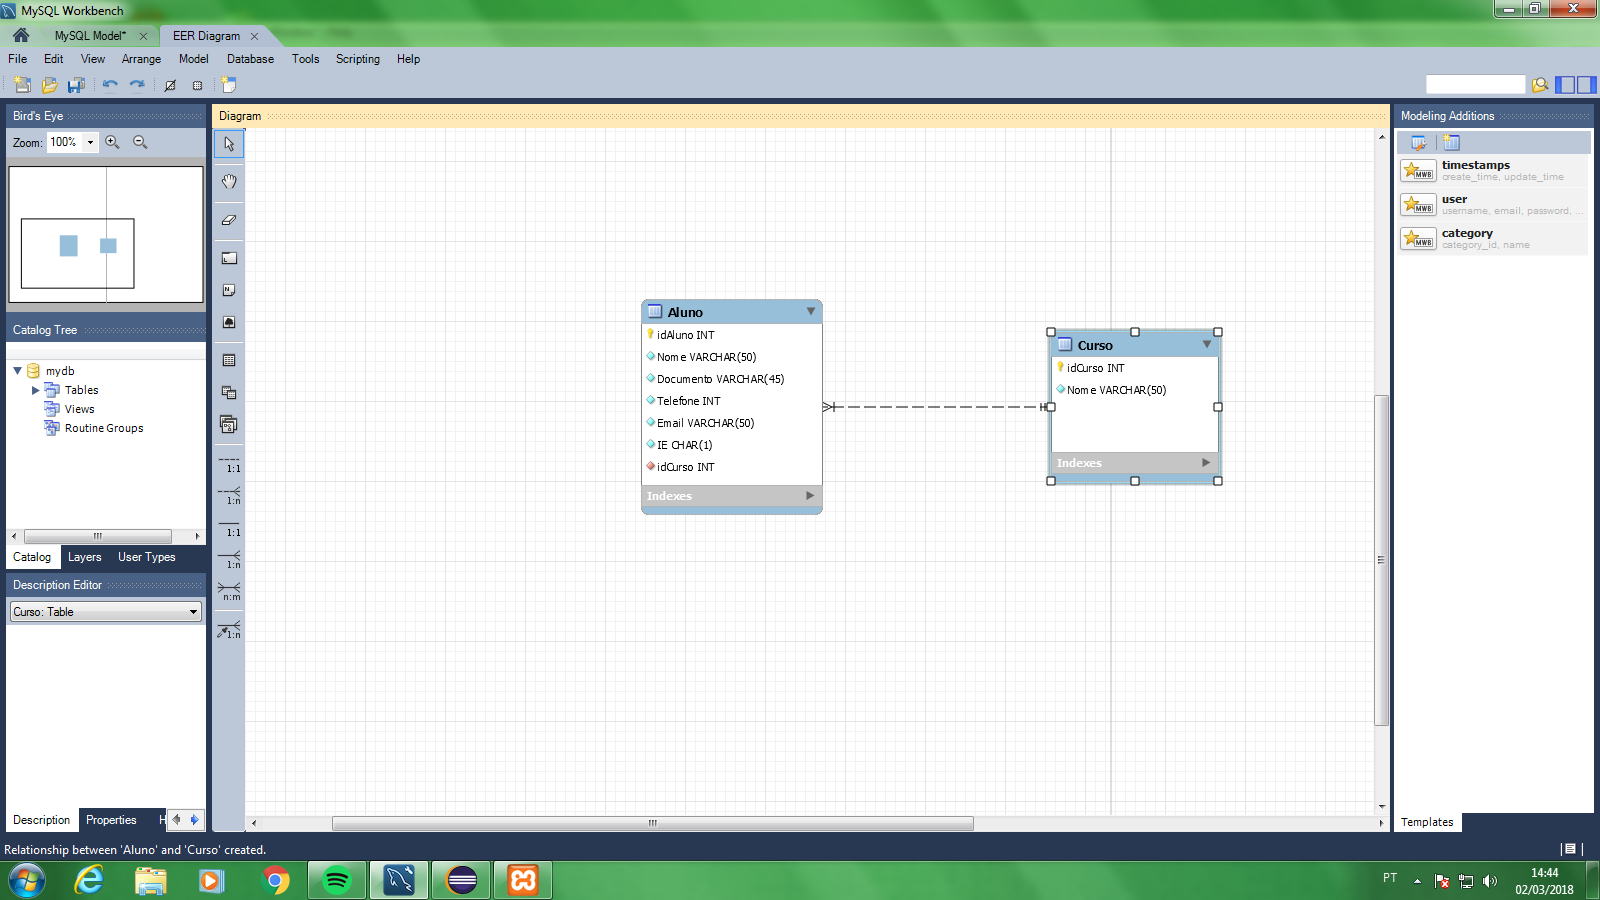 MySQL Workbench
MySQL Model*
EER Diagram
File Edit View Arrange Model Database Tools Scripting Help
Bird's Eye
Zoom: 100%
Catalog Tree
mydb
Tables
Views
Routine Groups
Catalog Layers User Types
Description Editor
Curso: Table
Description Properties H
Diagram
1:1
1:n
1:1
1:n
n:m
1:n
Aluno
idAluno INT
Nome VARCHAR(50)
Documento VARCHAR(45)
Telefone INT
Email VARCHAR(50)
IE CHAR(1)
idCurso INT
Indexes
Curso
idCurso INT
Nome VARCHAR(50)
Indexes
Modeling Additions
MWB
timestamps
create_time, update_time
MWB
user
username, email, password, ...
MWB
category
category_id, name
Templates
Relationship between 'Aluno' and 'Curso' created.
PT
14:44
02/03/2018